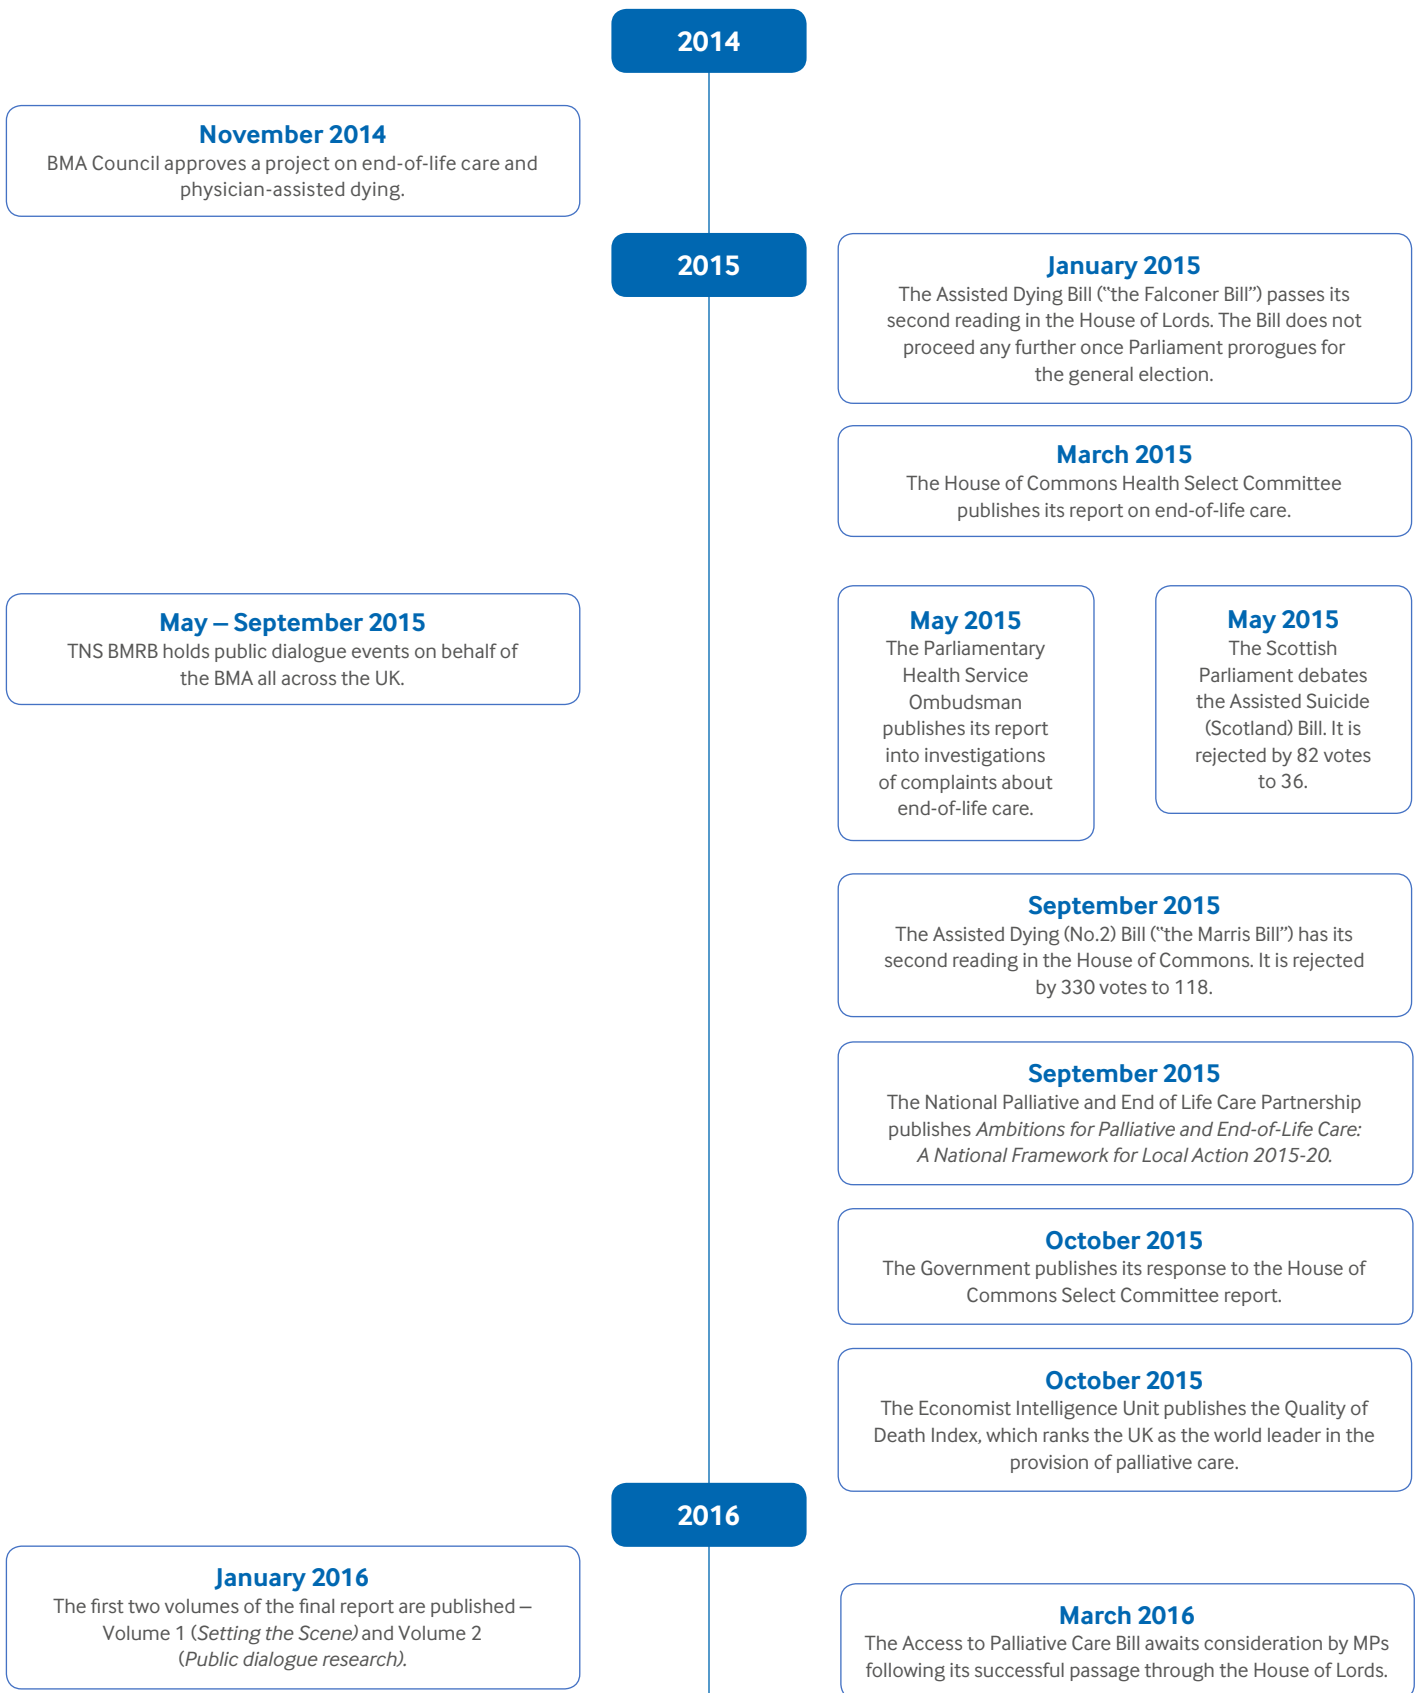 2014
November 2014
BMA Council approves a project on end-of-life care and
physician-assisted dying.
2015
January 2015
The Assisted Dying Bill (“the Falconer Bill”) passes its
second reading in the House of Lords. The Bill does not
proceed any further once Parliament prorogues for
the general election.
March 2015
The House of Commons Health Select Committee
publishes its report on end-of-life care.
May – September 2015
TNS BMRB holds public dialogue events on behalf of
the BMA all across the UK.
May 2015
The Parliamentary
Health Service
Ombudsman
publishes its report
into investigations
of complaints about
end-of-life care.
May 2015
The Scottish
Parliament debates
the Assisted Suicide
(Scotland) Bill. It is
rejected by 82 votes
to 36.
September 2015
The Assisted Dying (No.2) Bill (“the Marris Bill”) has its
second reading in the House of Commons. It is rejected
by 330 votes to 118.
September 2015
The National Palliative and End of Life Care Partnership
publishes Ambitions for Palliative and End-of-Life Care:
A National Framework for Local Action 2015-20.
October 2015
The Government publishes its response to the House of
Commons Select Committee report.
October 2015
The Economist Intelligence Unit publishes the Quality of
Death Index, which ranks the UK as the world leader in the
provision of palliative care.
2016
January 2016
The first two volumes of the final report are published –
Volume 1 (Setting the Scene) and Volume 2
(Public dialogue research).
March 2016
The Access to Palliative Care Bill awaits consideration by MPs
following its successful passage through the House of Lords.